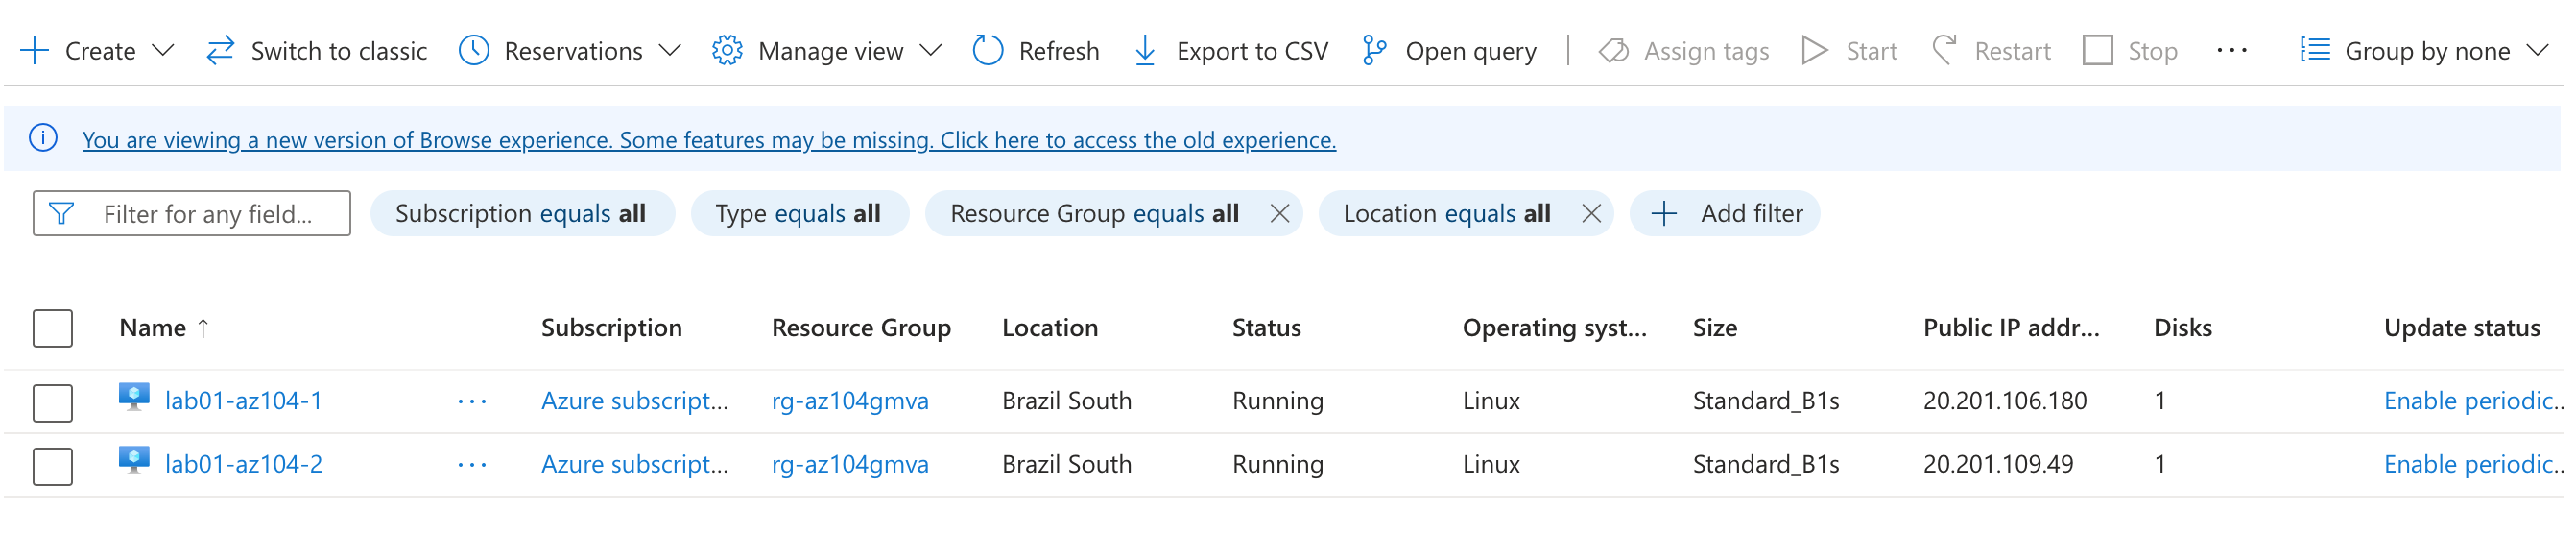 Create Switch to classic Reservations Manage view Refresh Export to CSV Open query Assign tags Start Restart Stop ... Group by none
You are viewing a new version of Browse experience. Some features may be missing. Click here to access the old experience.
Filter for any field... Subscription equals all Type equals all Resource Group equals all Location equals all Add filter
Name ↑ Subscription Resource Group Location Status Operating syst... Size Public IP addr... Disks Update status
lab01-az104-1 ... Azure subscript... rg-az104gmva Brazil South Running Linux Standard_B1s 20.201.106.180 1 Enable periodic..
lab01-az104-2 ... Azure subscript... rg-az104gmva Brazil South Running Linux Standard_B1s 20.201.109.49 1 Enable periodic..